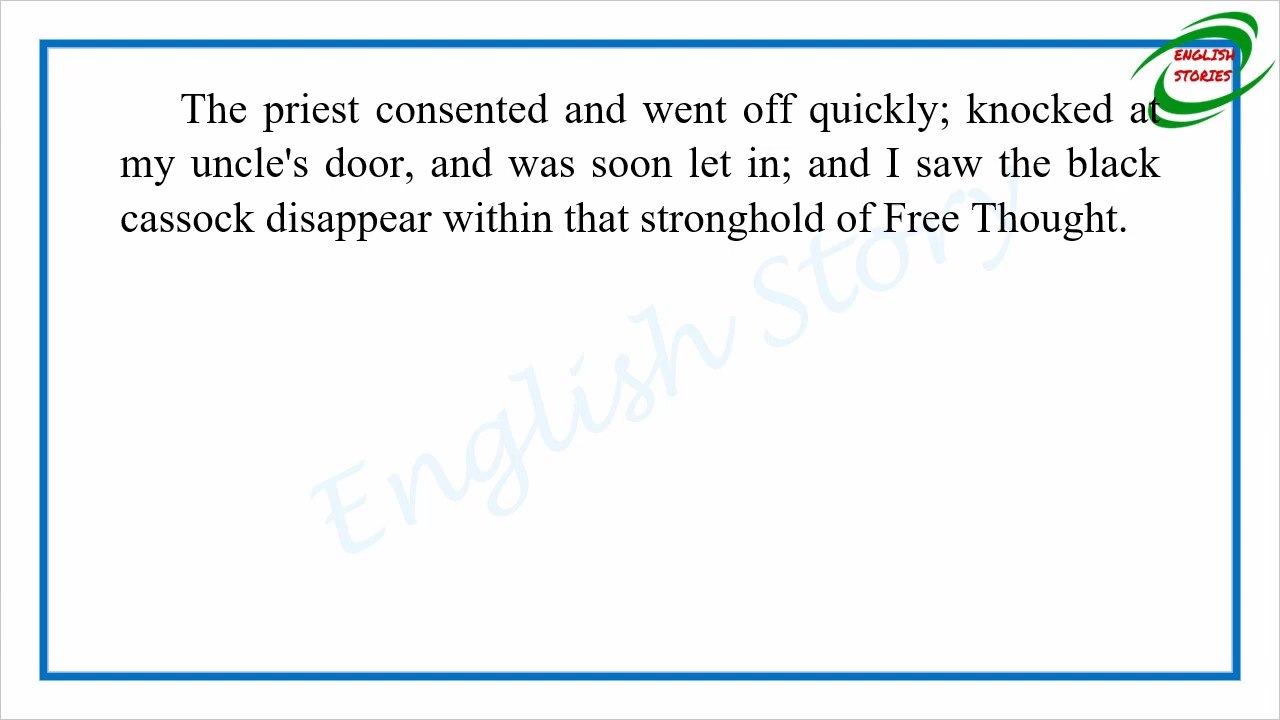 ENGLISH
STORIES
The priest consented and went off quickly; knocked at
my uncle's door, and was soon let in; and I saw the black
cassock disappear within that stronghold of Free Thought.
English Story